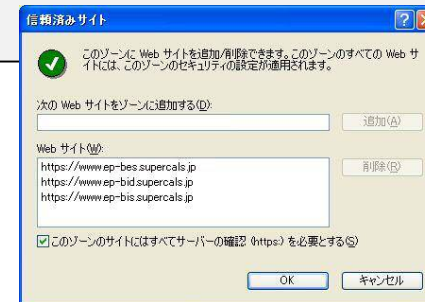 信頼済みサイト
このゾーンに Web サイトを追加/削除できます。このゾーンのすべての Web サ
イトには、このゾーンのセキュリティの設定が適用されます。
次の Web サイトをゾーンに追加する(D):
追加(A)
Web サイト(W):
https://www.ep-bes.supercals.jp
https://www.ep-bid.supercals.jp
https://www.ep-bis.supercals.jp
削除(R)
このゾーンのサイトにはすべてサーバーの確認 (https:) を必要とする(S)
OK
キャンセル